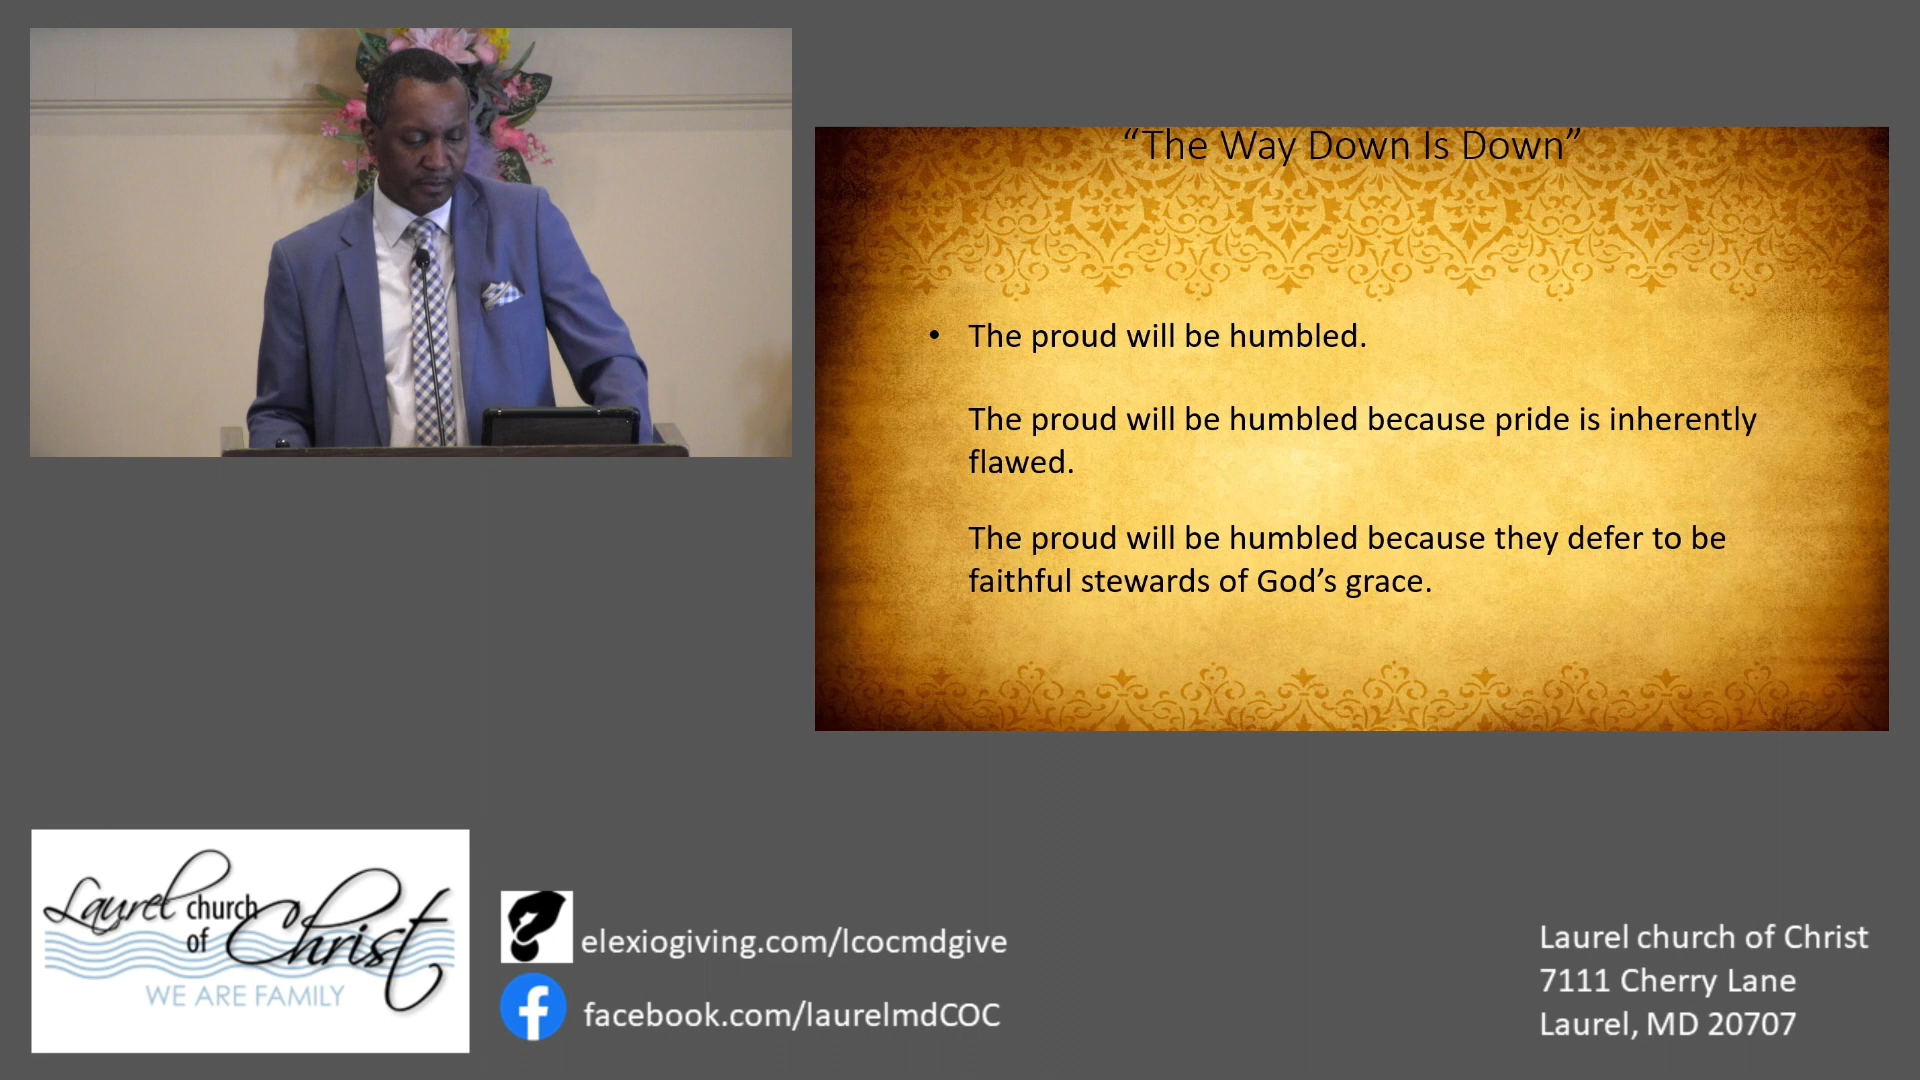 “The Way Down Is Down”
• The proud will be humbled.
The proud will be humbled because pride is inherently
flawed.
The proud will be humbled because they defer to be
faithful stewards of God’s grace.
Laurel church
of Christ
WE ARE FAMILY
elexiogiving.com/lcocmdgive
facebook.com/laurelmdCOC
Laurel church of Christ
7111 Cherry Lane
Laurel, MD 20707